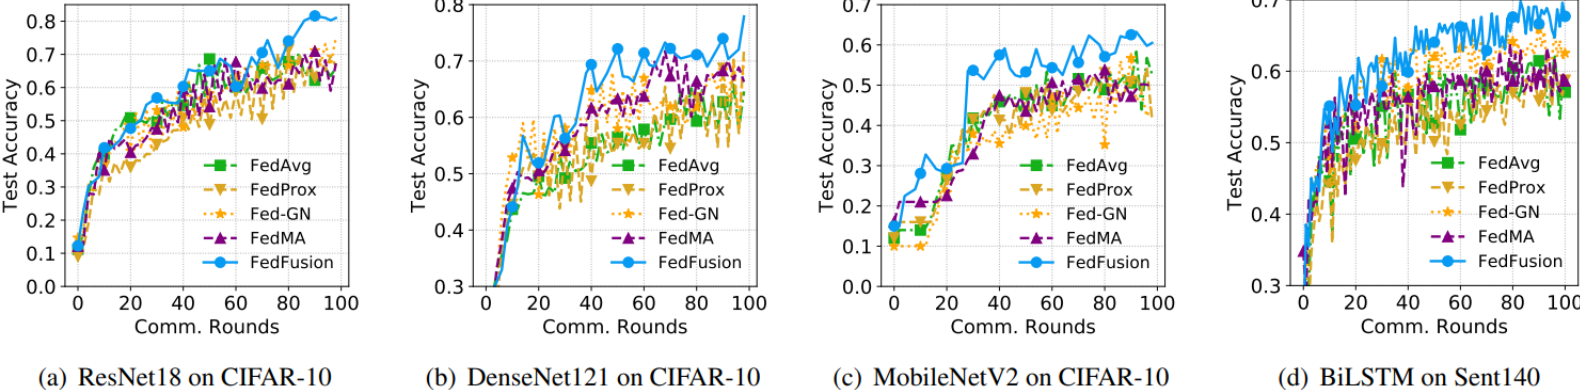 0.8
0.7
0.6
0.5
0.4
0.3
0.2
0.1
0.0
Test Accuracy
FedAvg
FedProx
Fed-GN
FedMA
FedFusion
0 20 40 60 80 100
Comm. Rounds
(a) ResNet18 on CIFAR-10
0.8
0.7
0.6
0.5
0.4
0.3
Test Accuracy
FedAvg
FedProx
Fed-GN
FedMA
FedFusion
0 20 40 60 80 100
Comm. Rounds
(b) DenseNet121 on CIFAR-10
0.7
0.6
0.5
0.4
0.3
0.2
0.1
0.0
Test Accuracy
FedAvg
FedProx
Fed-GN
FedMA
FedFusion
0 20 40 60 80 100
Comm. Rounds
(c) MobileNetV2 on CIFAR-10
0.7
0.6
0.5
0.4
0.3
Test Accuracy
FedAvg
FedProx
Fed-GN
FedMA
FedFusion
0 20 40 60 80 100
Comm. Rounds
(d) BiLSTM on Sent140